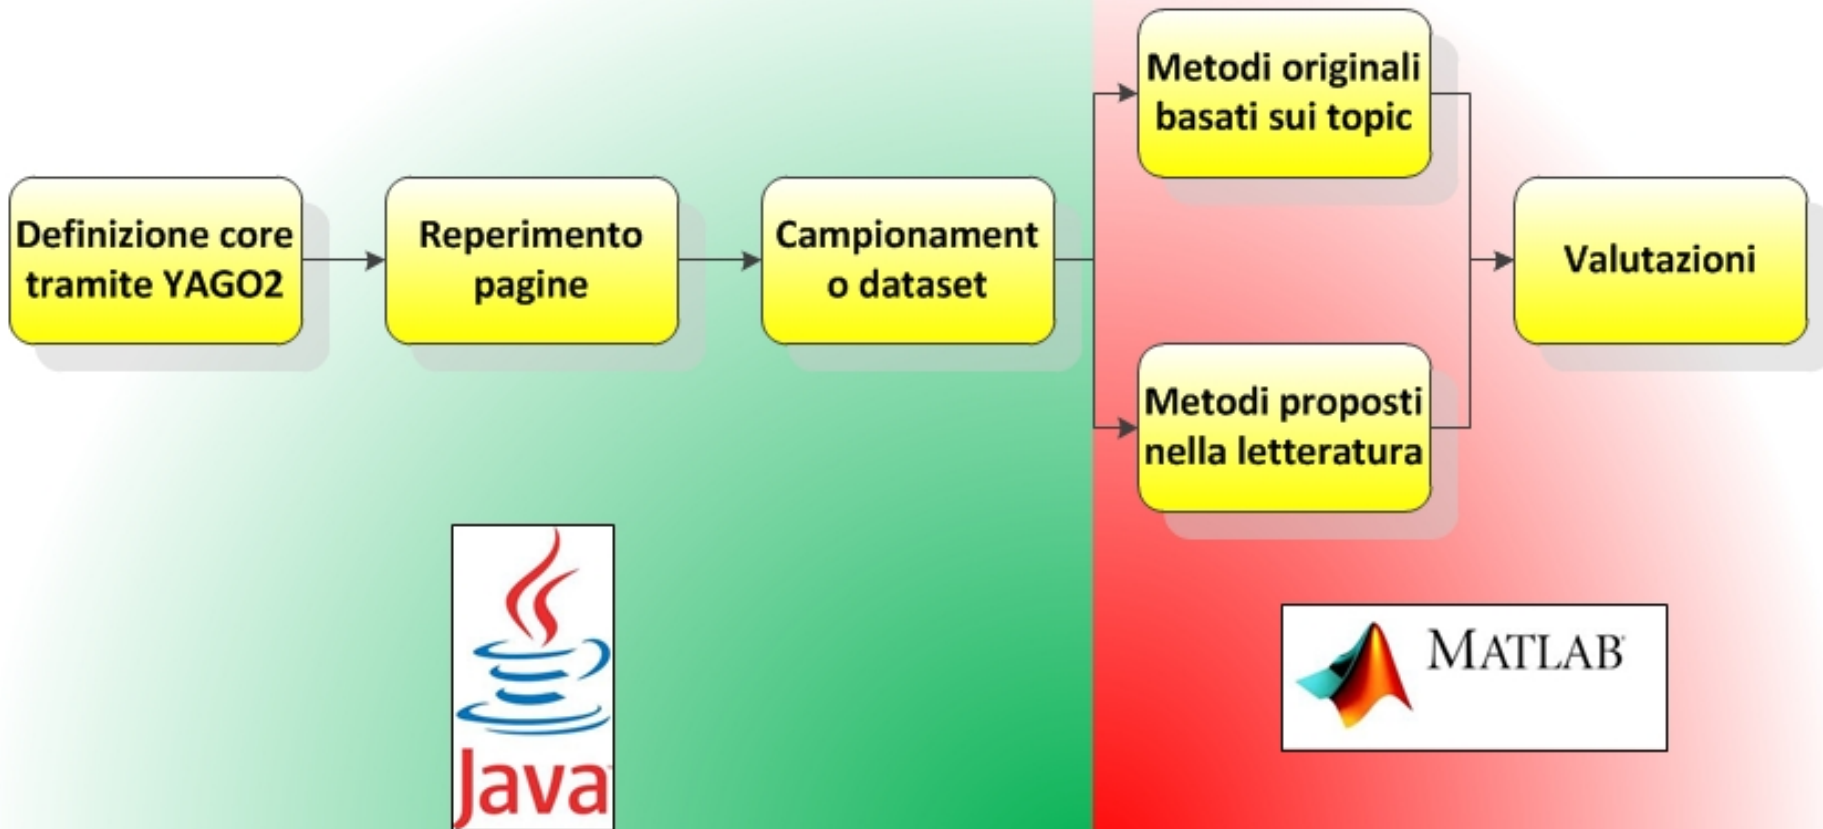 Definizione core
tramite YAGO2
Reperimento
pagine
Campionament
o dataset
Metodi originali
basati sui topic
Metodi proposti
nella letteratura
Valutazioni
Java
MATLAB